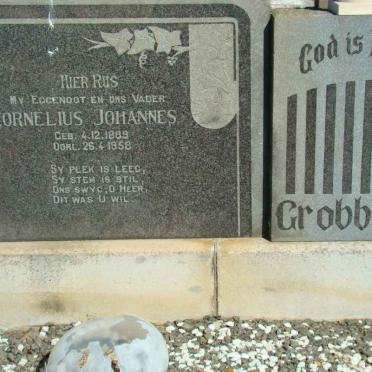 Hier Rus
My Eggenoot en ons Vader
Cornelius Johannes
Geb. 4.12.1889
Oorl. 26.4.1958
Sy plek is leeg,
Sy stem is stil,
Ons swyg, O Heer,
Dit was U wil.
God is
Grobb